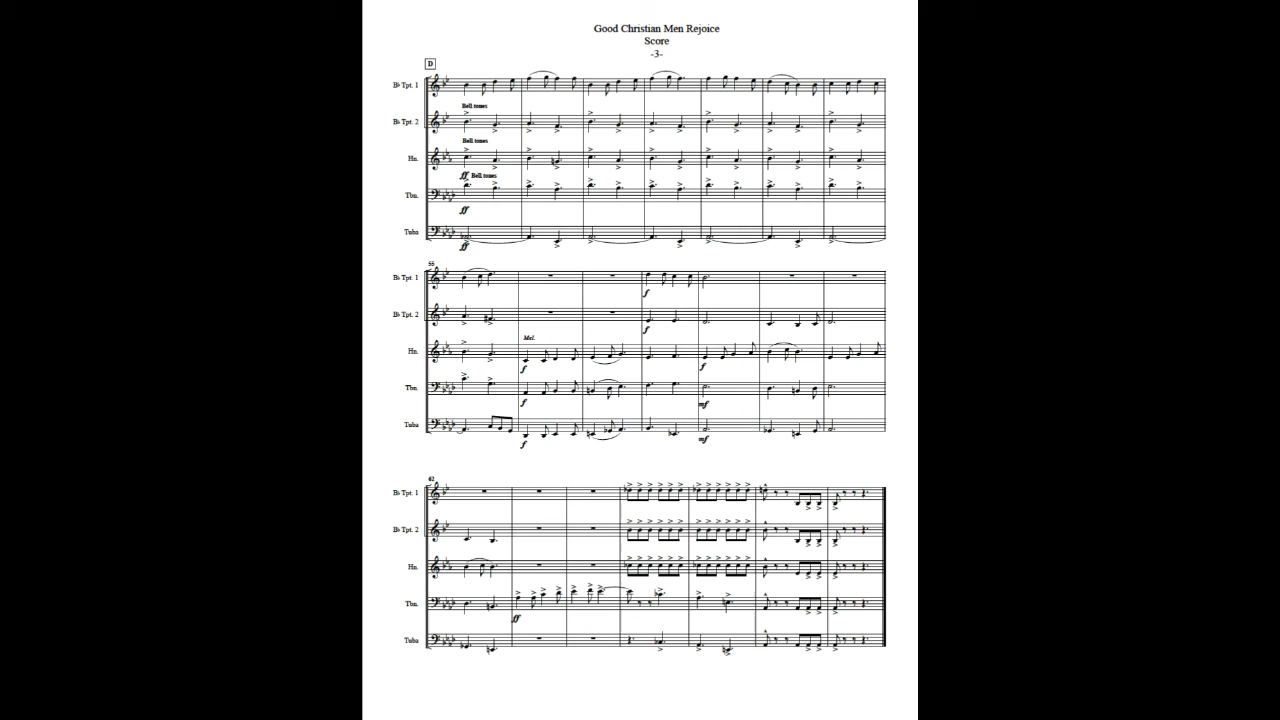 Good Christian Men Rejoice
Score
-3-
D
B♭ Tpt. 1
Bell tones
B♭ Tpt. 2
Bell tones
Hn.
ff Bell tones
Tbn.
ff
Tuba
ff
55
B♭ Tpt. 1
f
B♭ Tpt. 2
f
Mel.
Hn.
f f
Tbn.
f mf
Tuba
f mf
62
B♭ Tpt. 1
B♭ Tpt. 2
Hn.
Tbn.
ff
Tuba